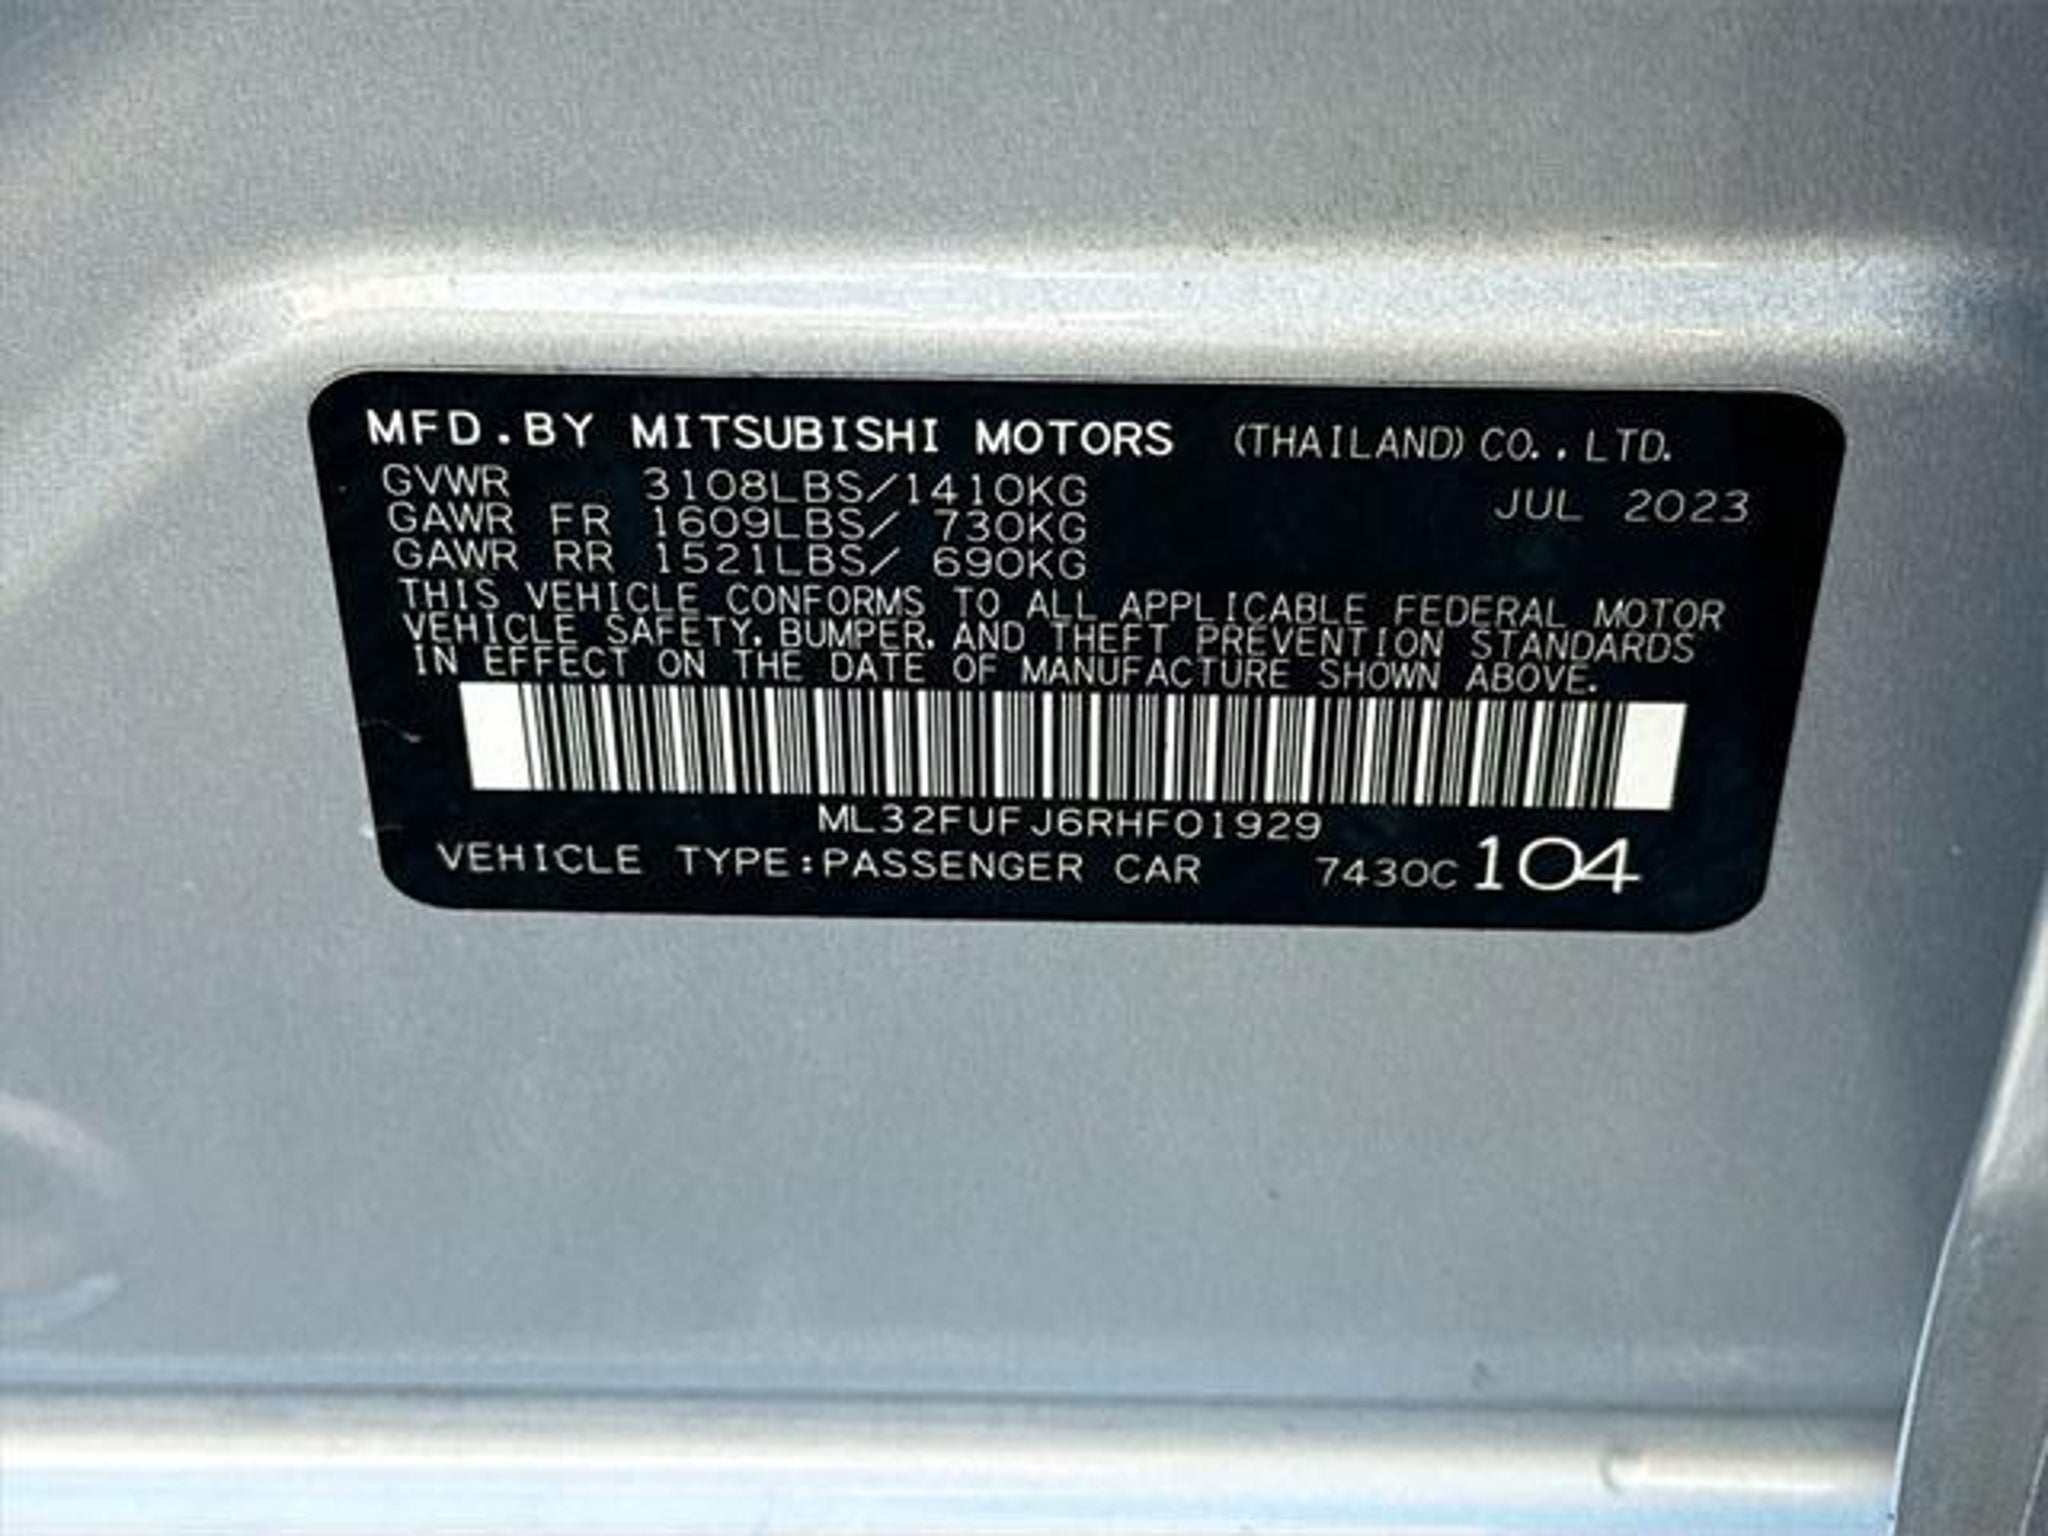 MFD.BY MITSUBISHI MOTORS (THAILAND) CO.,LTD.
GVWR 3108LBS/1410KG JUL 2023
GAWR FR 1609LBS/ 730KG
GAWR RR 1521LBS/ 690KG
THIS VEHICLE CONFORMS TO ALL APPLICABLE FEDERAL MOTOR
VEHICLE SAFETY, BUMPER, AND THEFT PREVENTION STANDARDS
IN EFFECT ON THE DATE OF MANUFACTURE SHOWN ABOVE.
ML32FUFJ6RHF01929
VEHICLE TYPE:PASSENGER CAR 7430C 104